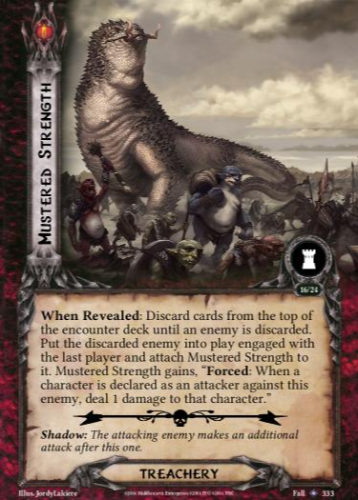 MUSTERED STRENGTH
16/24
When Revealed: Discard cards from the top
of the encounter deck until an enemy is discarded.
Put the discarded enemy into play engaged with
the last player and attach Mustered Strength to
it. Mustered Strength gains, "Forced: When a
character is declared as an attacker against this
enemy, deal 1 damage to that character."
Shadow: The attacking enemy makes an additional
attack after this one.
TREACHERY
Illus. JordyLakiere
Fall